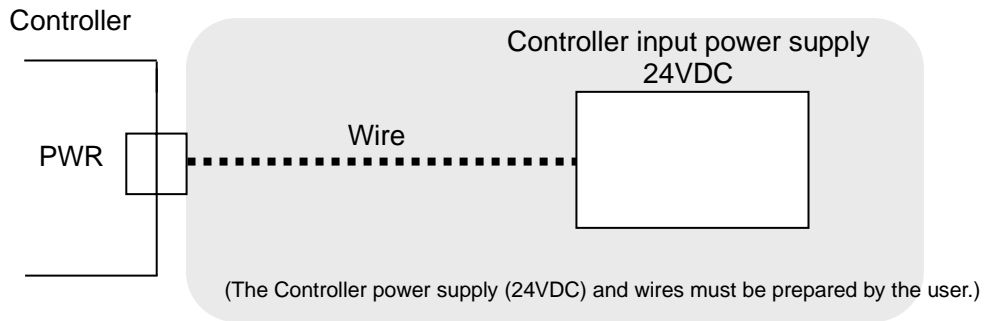 Controller
Controller input power supply
24VDC
Wire
PWR
(The Controller power supply (24VDC) and wires must be prepared by the user.)